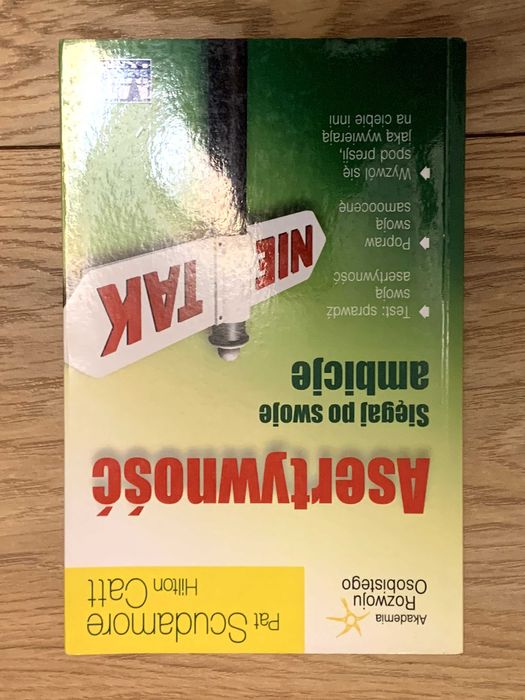 Akademia
Rozwoju
Osobistego
Pat Scudamore
Hilton Catt
Asertywność
Sięgaj po swoje
ambicje
Test: sprawdź
swoją
asertywność
Popraw
swoją
samoocenę
Wyzwól się
spod presji,
jaką wywierają
na ciebie inni
NIE
TAK